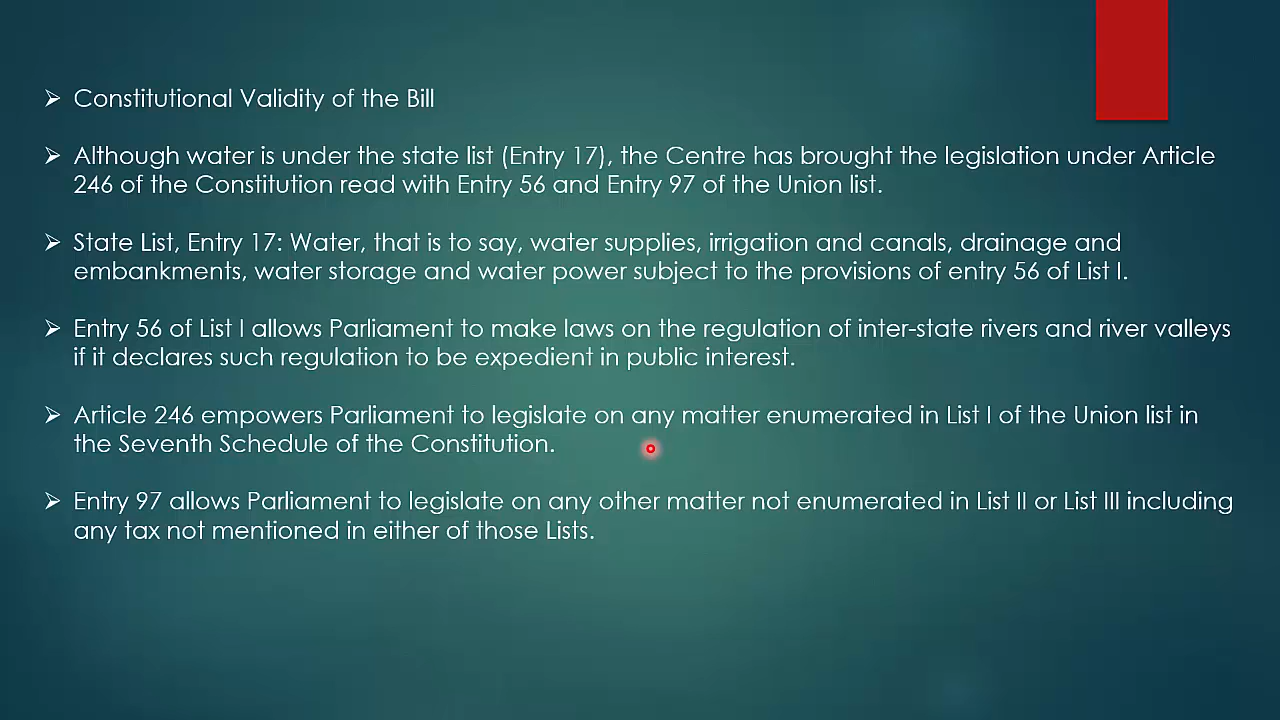 ➢ Constitutional Validity of the Bill
➢ Although water is under the state list (Entry 17), the Centre has brought the legislation under Article
246 of the Constitution read with Entry 56 and Entry 97 of the Union list.
➢ State List, Entry 17: Water, that is to say, water supplies, irrigation and canals, drainage and
embankments, water storage and water power subject to the provisions of entry 56 of List I.
➢ Entry 56 of List I allows Parliament to make laws on the regulation of inter-state rivers and river valleys
if it declares such regulation to be expedient in public interest.
➢ Article 246 empowers Parliament to legislate on any matter enumerated in List I of the Union list in
the Seventh Schedule of the Constitution.
➢ Entry 97 allows Parliament to legislate on any other matter not enumerated in List II or List III including
any tax not mentioned in either of those Lists.